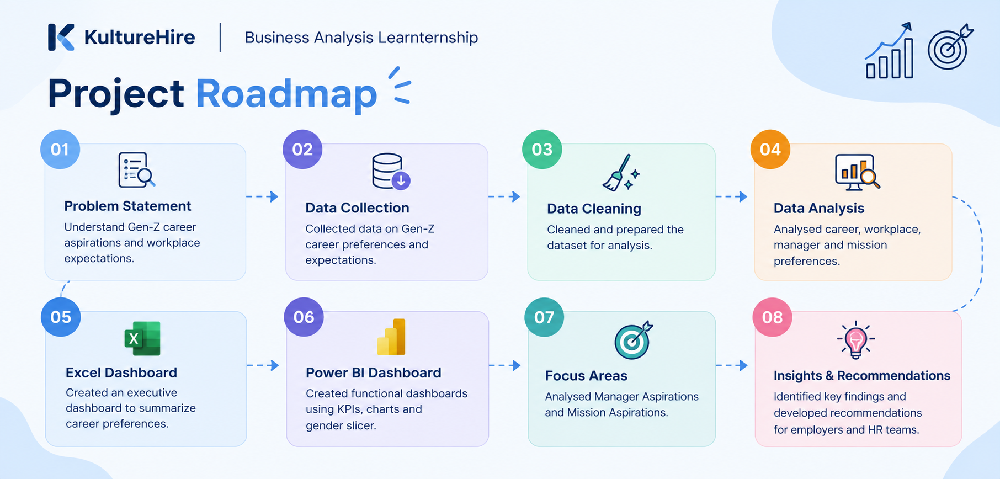 KultureHire
Business Analysis Learnternship
Project Roadmap
01
Problem Statement
Understand Gen-Z career
aspirations and workplace
expectations.
02
Data Collection
Collected data on Gen-Z
career preferences and
expectations.
03
Data Cleaning
Cleaned and prepared the
dataset for analysis.
04
Data Analysis
Analysed career, workplace,
manager and mission
preferences.
05
X
Excel Dashboard
Created an executive
dashboard to summarize
career preferences.
06
Power BI Dashboard
Created functional dashboards
using KPIs, charts and
gender slicer.
07
Focus Areas
Analysed Manager Aspirations
and Mission Aspirations.
08
Insights & Recommendations
Identified key findings and
developed recommendations
for employers and HR teams.